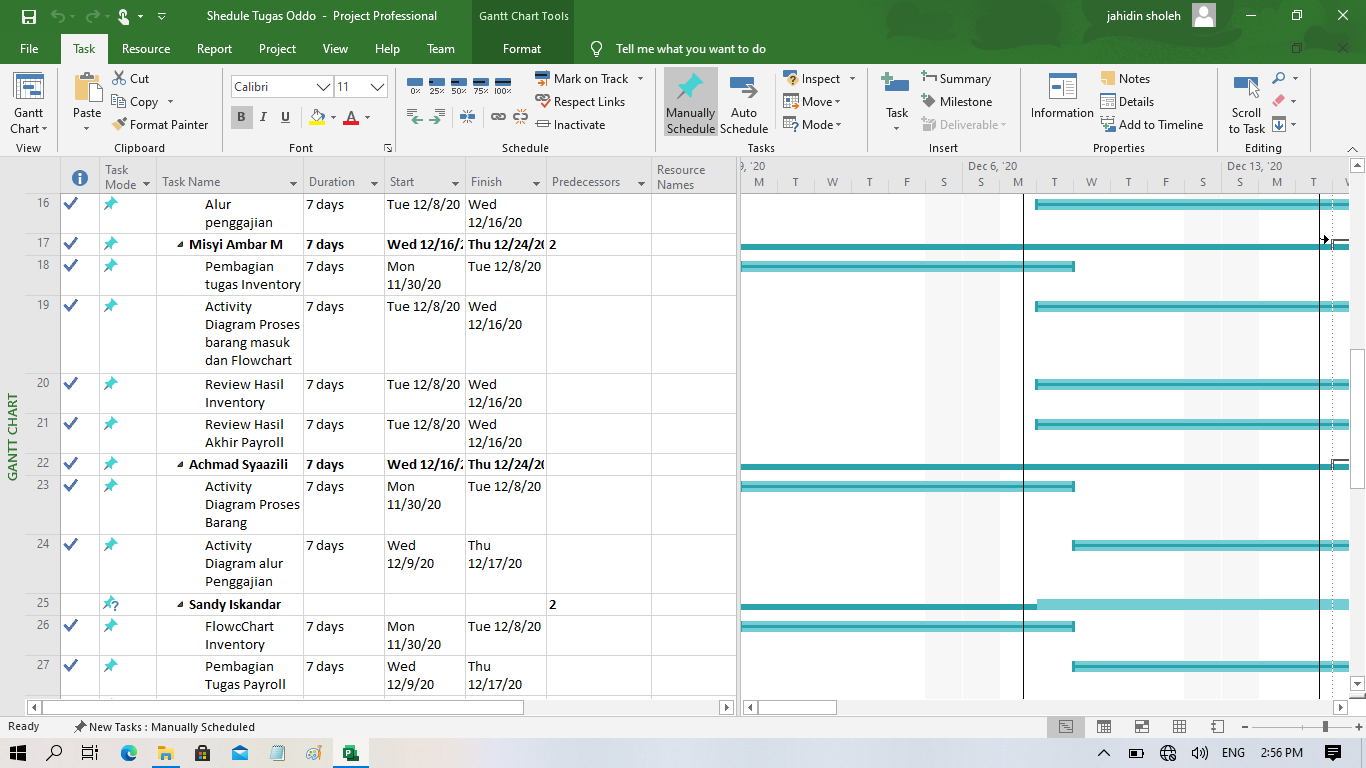 Shedule Tugas Oddo - Project Professional
Gantt Chart Tools
jahidin sholeh
File Task Resource Report Project View Help Team Format Tell me what you want to do
Gantt Chart
View
Paste
Cut
Copy
Format Painter
Clipboard
Calibri 11
B I U A
Font
0% 25% 50% 75% 100%
Mark on Track
Respect Links
Inactivate
Schedule
Manually Schedule
Auto Schedule
Inspect
Move
Mode
Tasks
Task
Summary
Milestone
Deliverable
Insert
Information
Notes
Details
Add to Timeline
Properties
Scroll to Task
Editing
Task Mode Task Name Duration Start Finish Predecessors Resource Names
9, '20 Dec 6, '20 Dec 13, '20
M T W T F S S M T W T F S S M T W
GANTT CHART
16 Alur penggajian 7 days Tue 12/8/20 Wed 12/16/20
17 Misyi Ambar M 7 days Wed 12/16/2 Thu 12/24/20 2
18 Pembagian tugas Inventory 7 days Mon 11/30/20 Tue 12/8/20
19 Activity Diagram Proses barang masuk dan Flowchart 7 days Tue 12/8/20 Wed 12/16/20
20 Review Hasil Inventory 7 days Tue 12/8/20 Wed 12/16/20
21 Review Hasil Akhir Payroll 7 days Tue 12/8/20 Wed 12/16/20
22 Achmad Syaazili 7 days Wed 12/16/2 Thu 12/24/20
23 Activity Diagram Proses Barang 7 days Mon 11/30/20 Tue 12/8/20
24 Activity Diagram alur Penggajian 7 days Wed 12/9/20 Thu 12/17/20
25 Sandy Iskandar 2
26 FlowcChart Inventory 7 days Mon 11/30/20 Tue 12/8/20
27 Pembagian Tugas Payroll 7 days Wed 12/9/20 Thu 12/17/20
Ready New Tasks : Manually Scheduled
ENG 2:56 PM